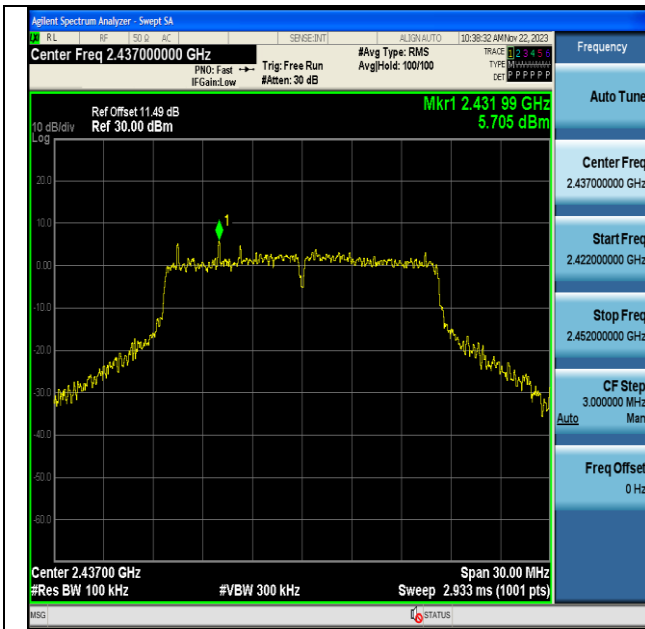 Agilent Spectrum Analyzer - Swept SA
RL RF 50 Ω AC SENSE:INT ALIGN AUTO 10:38:32 AM Nov 22, 2023
Center Freq 2.437000000 GHz
PNO: Fast
IFGain:Low
Trig: Free Run
#Atten: 30 dB
#Avg Type: RMS
Avg|Hold: 100/100
TRACE 1 2 3 4 5 6
TYPE M
DET P P P P P P
Ref Offset 11.49 dB
10 dB/div Ref 30.00 dBm
Log
Mkr1 2.431 99 GHz
5.705 dBm
20.0
10.0
0.00
-10.0
-20.0
-30.0
-40.0
-50.0
-60.0
1
Center 2.43700 GHz Span 30.00 MHz
#Res BW 100 kHz #VBW 300 kHz Sweep 2.933 ms (1001 pts)
MSG STATUS
Frequency
Auto Tune
Center Freq
2.437000000 GHz
Start Freq
2.422000000 GHz
Stop Freq
2.452000000 GHz
CF Step
3.000000 MHz
Auto Man
Freq Offset
0 Hz